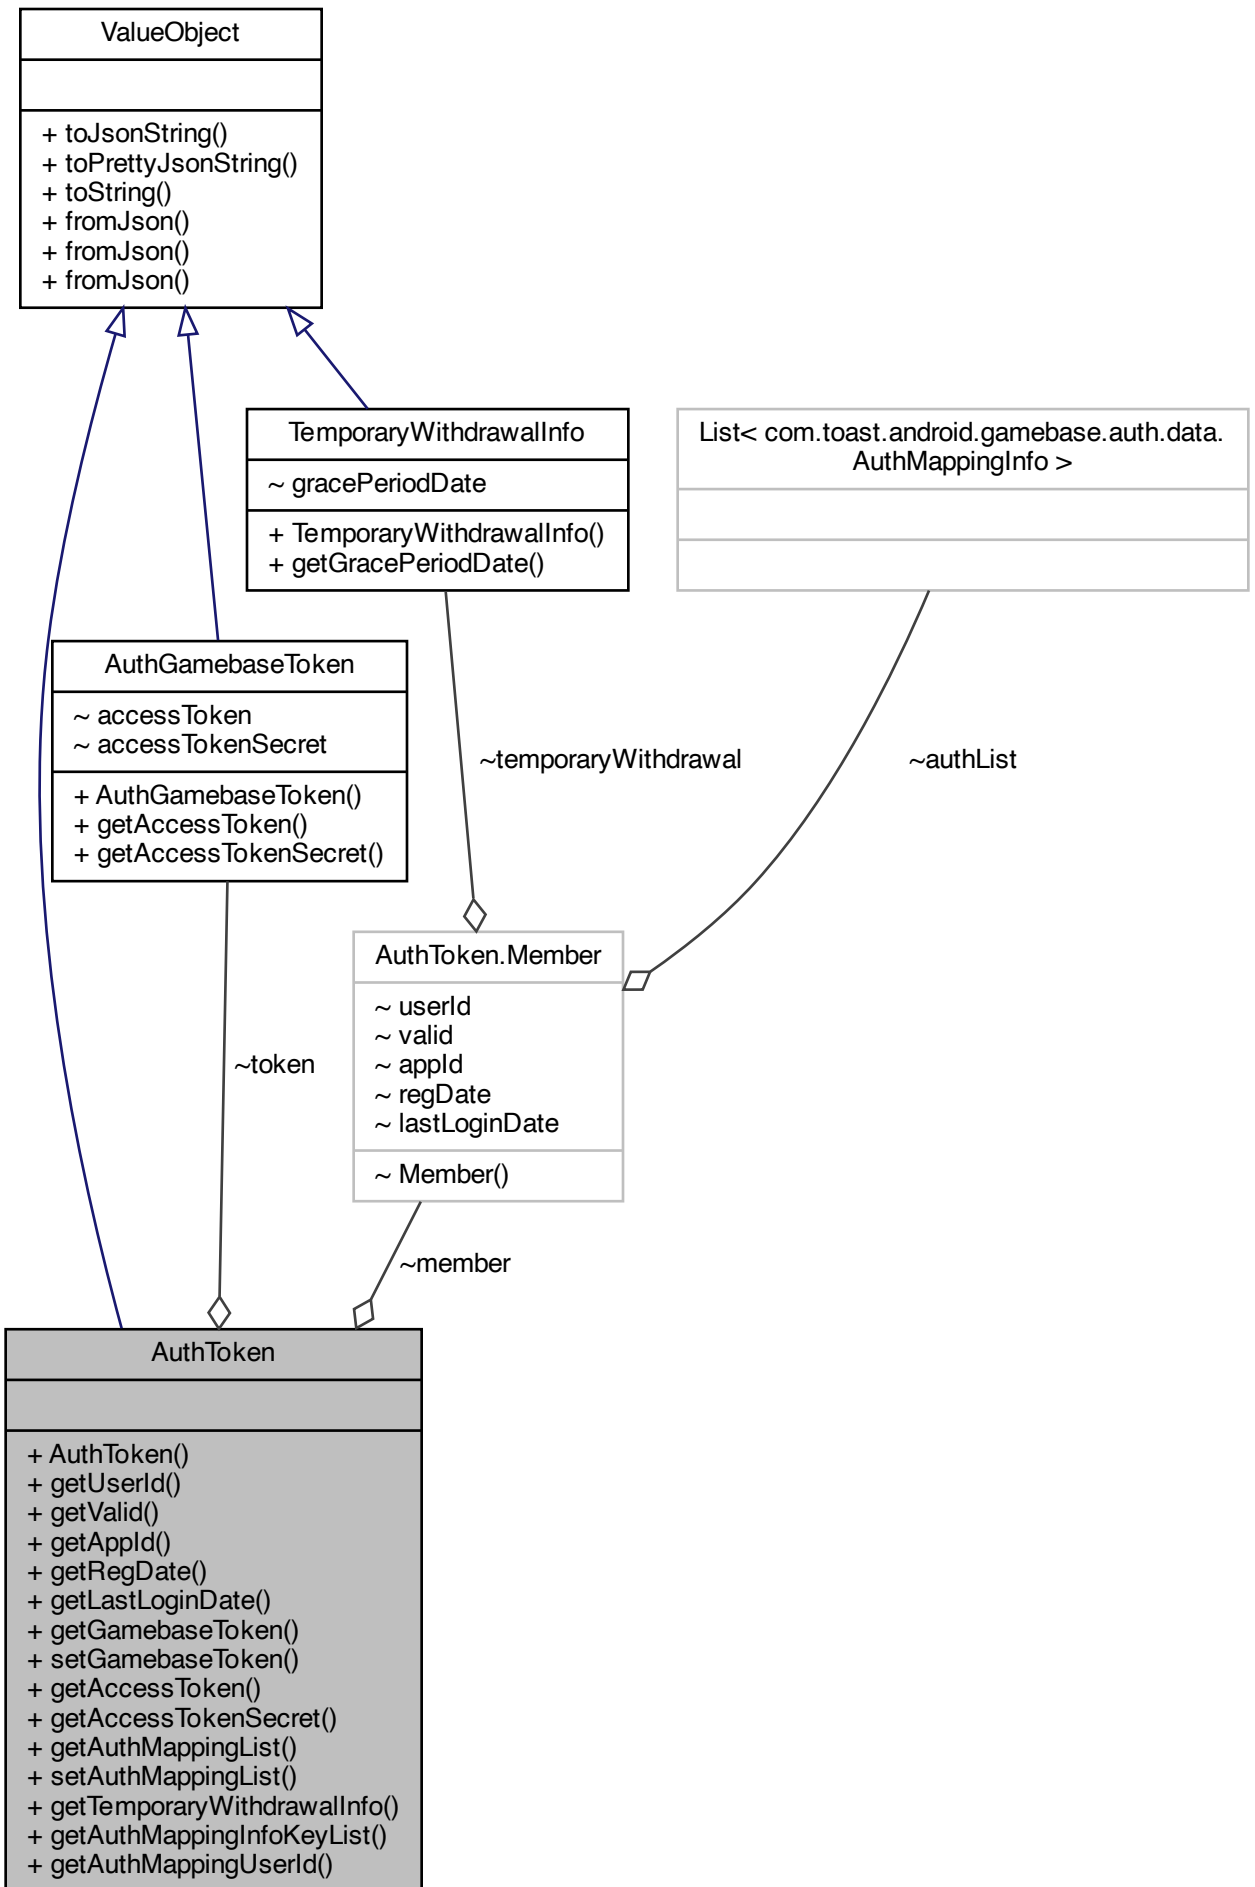 ValueObject
+ toJsonString()
+ toPrettyJsonString()
+ toString()
+ fromJson()
+ fromJson()
+ fromJson()
TemporaryWithdrawalInfo
~ gracePeriodDate
+ TemporaryWithdrawalInfo()
+ getGracePeriodDate()
List< com.toast.android.gamebase.auth.data.
AuthMappingInfo >
AuthGamebaseToken
~ accessToken
~ accessTokenSecret
+ AuthGamebaseToken()
+ getAccessToken()
+ getAccessTokenSecret()
~temporaryWithdrawal
~authList
AuthToken.Member
~ userId
~ valid
~ appId
~ regDate
~ lastLoginDate
~ Member()
~token
~member
AuthToken
+ AuthToken()
+ getUserId()
+ getValid()
+ getAppId()
+ getRegDate()
+ getLastLoginDate()
+ getGamebaseToken()
+ setGamebaseToken()
+ getAccessToken()
+ getAccessTokenSecret()
+ getAuthMappingList()
+ setAuthMappingList()
+ getTemporaryWithdrawalInfo()
+ getAuthMappingInfoKeyList()
+ getAuthMappingUserId()